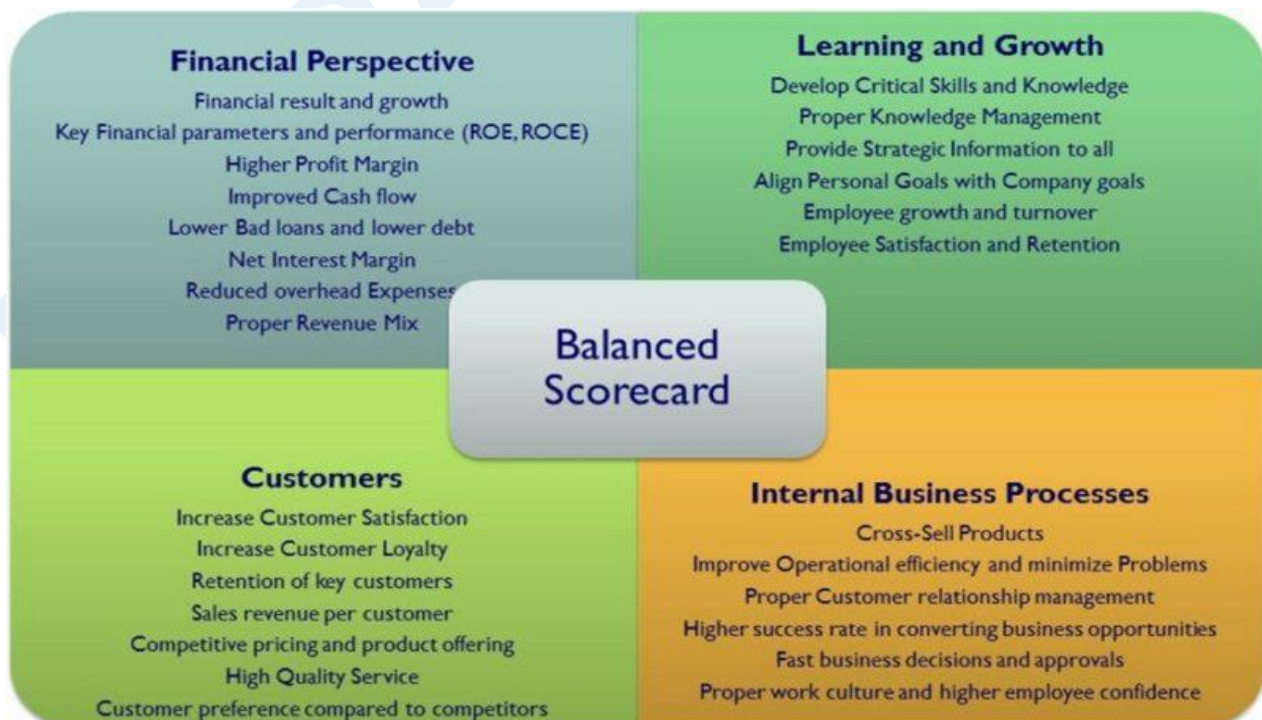 Financial Perspective
Financial result and growth
Key Financial parameters and performance (ROE, ROCE)
Higher Profit Margin
Improved Cash flow
Lower Bad loans and lower debt
Net Interest Margin
Reduced overhead Expenses
Proper Revenue Mix
Learning and Growth
Develop Critical Skills and Knowledge
Proper Knowledge Management
Provide Strategic Information to all
Align Personal Goals with Company goals
Employee growth and turnover
Employee Satisfaction and Retention
Balanced
Scorecard
Customers
Increase Customer Satisfaction
Increase Customer Loyalty
Retention of key customers
Sales revenue per customer
Competitive pricing and product offering
High Quality Service
Customer preference compared to competitors
Internal Business Processes
Cross-Sell Products
Improve Operational efficiency and minimize Problems
Proper Customer relationship management
Higher success rate in converting business opportunities
Fast business decisions and approvals
Proper work culture and higher employee confidence